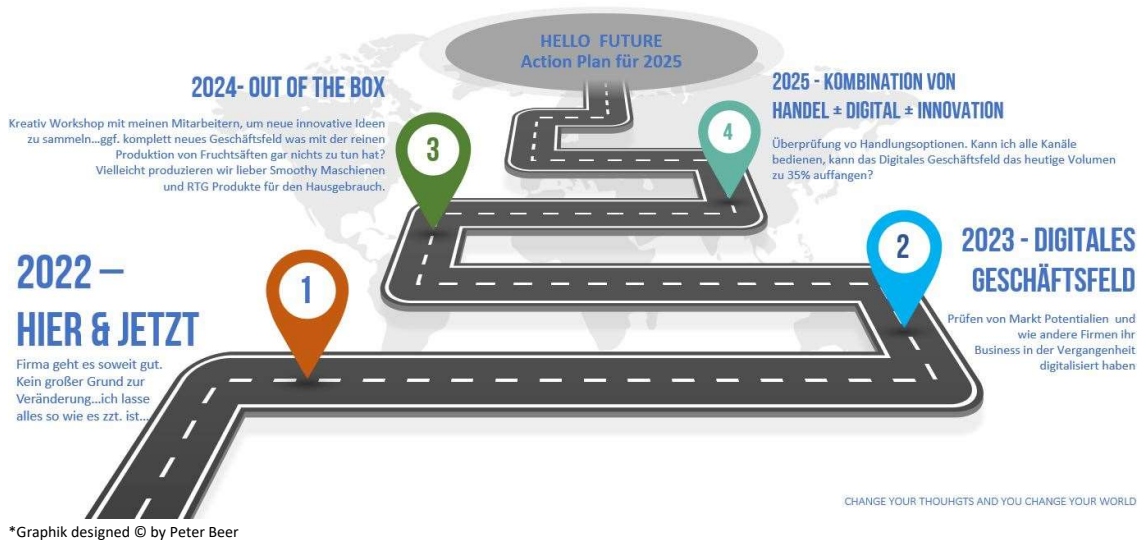 HELLO FUTURE
Action Plan für 2025
2024- OUT OF THE BOX
Kreativ Workshop mit meinen Mitarbeitern, um neue innovative Ideen
zu sammeln...ggf. komplett neues Geschäftsfeld was mit der reinen
Produktion von Fruchtsäften gar nichts zu tun hat?
Vielleicht produzieren wir lieber Smoothy Maschienen
und RTG Produkte für den Hausgebrauch.
3
2025 - KOMBINATION VON
HANDEL ± DIGITAL ± INNOVATION
Überprüfung vo Handlungsoptionen. Kann ich alle Kanäle
bedienen, kann das Digitales Geschäftsfeld das heutige Volumen
zu 35% auffangen?
4
2022 –
HIER & JETZT
Firma geht es soweit gut.
Kein großer Grund zur
Veränderung...ich lasse
alles so wie es zzt. ist...
1
2
2023 - DIGITALES
GESCHÄFTSFELD
Prüfen von Markt Potentialien und
wie andere Firmen ihr
Business in der Vergangenheit
digitalisiert haben
CHANGE YOUR THOUHGTS AND YOU CHANGE YOUR WORLD
*Graphik designed © by Peter Beer